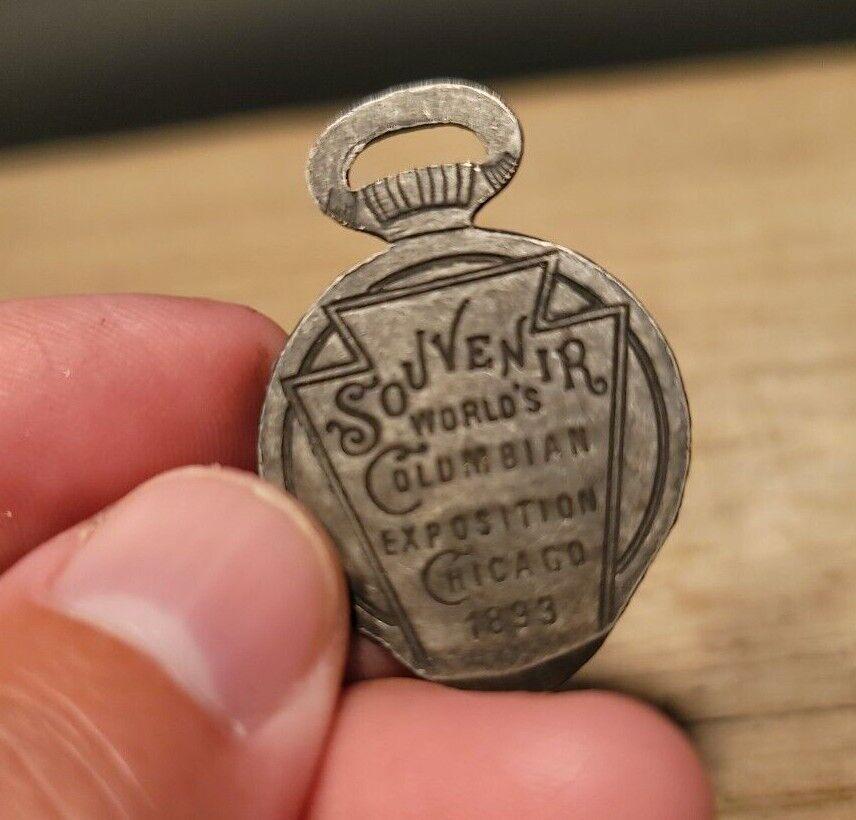 SOUVENIR
WORLD'S
COLUMBIAN
EXPOSITION
CHICAGO
1893